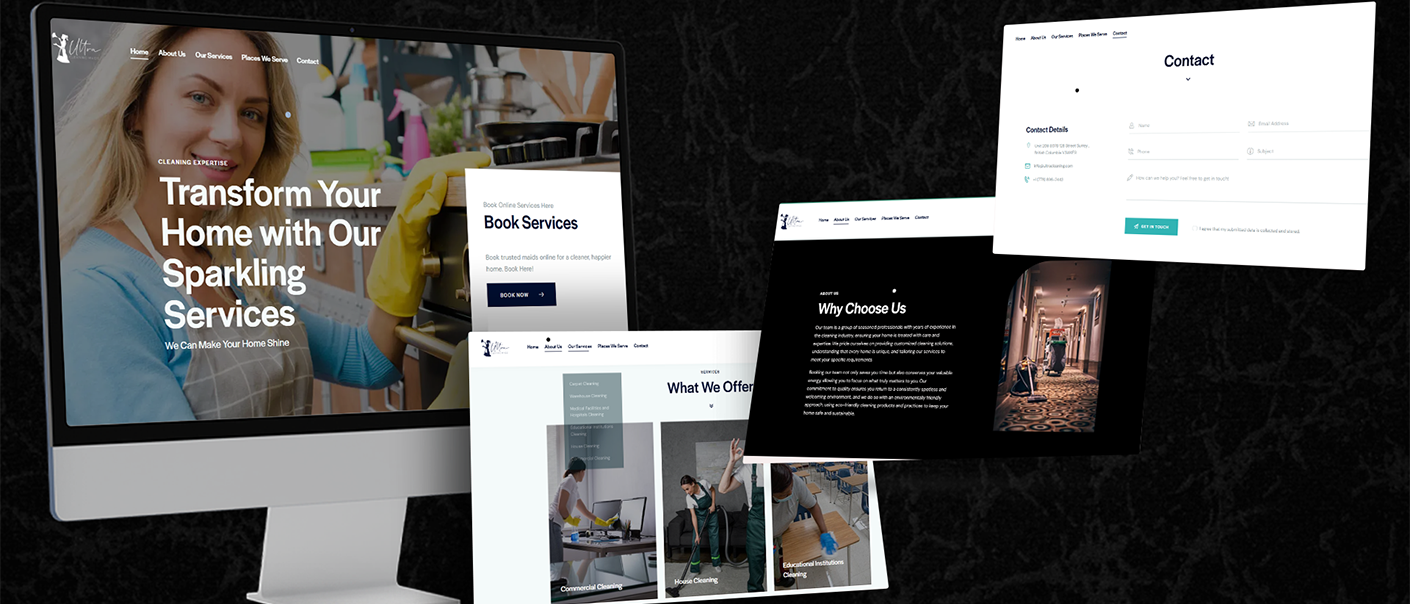 Ultra
Home About Us Our Services Places We Serve Contact
CLEANING EXPERTISE
Transform Your
Home with Our
Sparkling
Services
We Can Make Your Home Shine
Book Online Services Here
Book Services
Book trusted maids online for a cleaner, happier
home. Book Here!
BOOK NOW
Ultra
Home About Us Our Services Places We Serve Contact
SERVICES
What We Offer
Cleaning
Medical Facilities and
Hospitals Cleaning
Educational Institutions
Cleaning
House Cleaning
Commercial Cleaning
House Cleaning
Educational Institutions
Cleaning
Ultra
Home About Us Our Services Places We Serve Contact
ABOUT US
Why Choose Us
Our team is a group of seasoned professionals with years of experience in
the cleaning industry, ensuring your home is treated with care and
expertise. We pride ourselves on providing customized cleaning solutions,
understanding that every home is unique, and tailoring our services to
meet your specific requirements.
Booking our team not only saves you time but also conserves your valuable
energy, allowing you to focus on what truly matters to you. Our
commitment to quality ensures you return to a consistently spotless and
welcoming environment, and we do so with an environmentally friendly
approach, using eco-friendly cleaning products and practices to keep your
home safe and sustainable.
Home About Us Our Services Places We Serve Contact
Contact
Contact Details
Name
Email Address
Phone
Subject
How can we help you? Feel free to get in touch!
GET IN TOUCH
I agree that my submitted data is collected and stored.